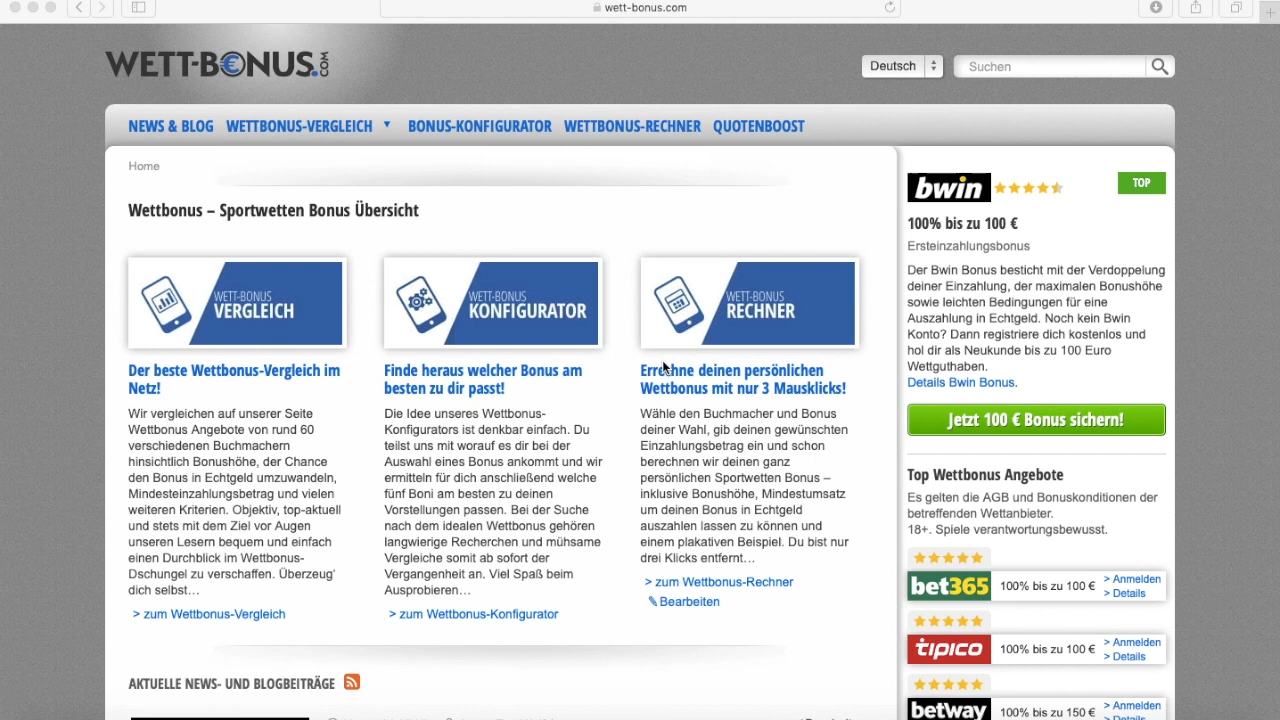 wett-bonus.com
WETT-B€NUS.COM
Deutsch
Suchen
NEWS & BLOG WETTBONUS-VERGLEICH BONUS-KONFIGURATOR WETTBONUS-RECHNER QUOTENBOOST
Home
Wettbonus – Sportwetten Bonus Übersicht
WETT-BONUS
VERGLEICH
Der beste Wettbonus-Vergleich im
Netz!
Wir vergleichen auf unserer Seite
Wettbonus Angebote von rund 60
verschiedenen Buchmachern
hinsichtlich Bonushöhe, der Chance
den Bonus in Echtgeld umzuwandeln,
Mindesteinzahlungsbetrag und vielen
weiteren Kriterien. Objektiv, top-aktuell
und stets mit dem Ziel vor Augen
unseren Lesern bequem und einfach
einen Durchblick im Wettbonus-
Dschungel zu verschaffen. Überzeug'
dich selbst…
> zum Wettbonus-Vergleich
WETT-BONUS
KONFIGURATOR
Finde heraus welcher Bonus am
besten zu dir passt!
Die Idee unseres Wettbonus-
Konfigurators ist denkbar einfach. Du
teilst uns mit worauf es dir bei der
Auswahl eines Bonus ankommt und wir
ermitteln für dich anschließend welche
fünf Boni am besten zu deinen
Vorstellungen passen. Bei der Suche
nach dem idealen Wettbonus gehören
langwierige Recherchen und mühsame
Vergleiche somit ab sofort der
Vergangenheit an. Viel Spaß beim
Ausprobieren…
> zum Wettbonus-Konfigurator
WETT-BONUS
RECHNER
Errechne deinen persönlichen
Wettbonus mit nur 3 Mausklicks!
Wähle den Buchmacher und Bonus
deiner Wahl, gib deinen gewünschten
Einzahlungsbetrag ein und schon
berechnen wir deinen ganz
persönlichen Sportwetten Bonus –
inklusive Bonushöhe, Mindestumsatz
um deinen Bonus in Echtgeld
auszahlen lassen zu können und
einem plakativen Beispiel. Du bist nur
drei Klicks entfernt…
> zum Wettbonus-Rechner
Bearbeiten
AKTUELLE NEWS- UND BLOGBEITRÄGE
bwin
TOP
100% bis zu 100 €
Ersteinzahlungsbonus
Der Bwin Bonus besticht mit der Verdoppelung
deiner Einzahlung, der maximalen Bonushöhe
sowie leichten Bedingungen für eine
Auszahlung in Echtgeld. Noch kein Bwin
Konto? Dann registriere dich kostenlos und
hol dir als Neukunde bis zu 100 Euro
Wettguthaben.
Details Bwin Bonus.
Jetzt 100 € Bonus sichern!
Top Wettbonus Angebote
Es gelten die AGB und Bonuskonditionen der
betreffenden Wettanbieter.
18+. Spiele verantwortungsbewusst.
bet365 100% bis zu 100 € > Anmelden
> Details
tipico 100% bis zu 100 € > Anmelden
> Details
betway 100% bis zu 150 € > Anmelden
> Details